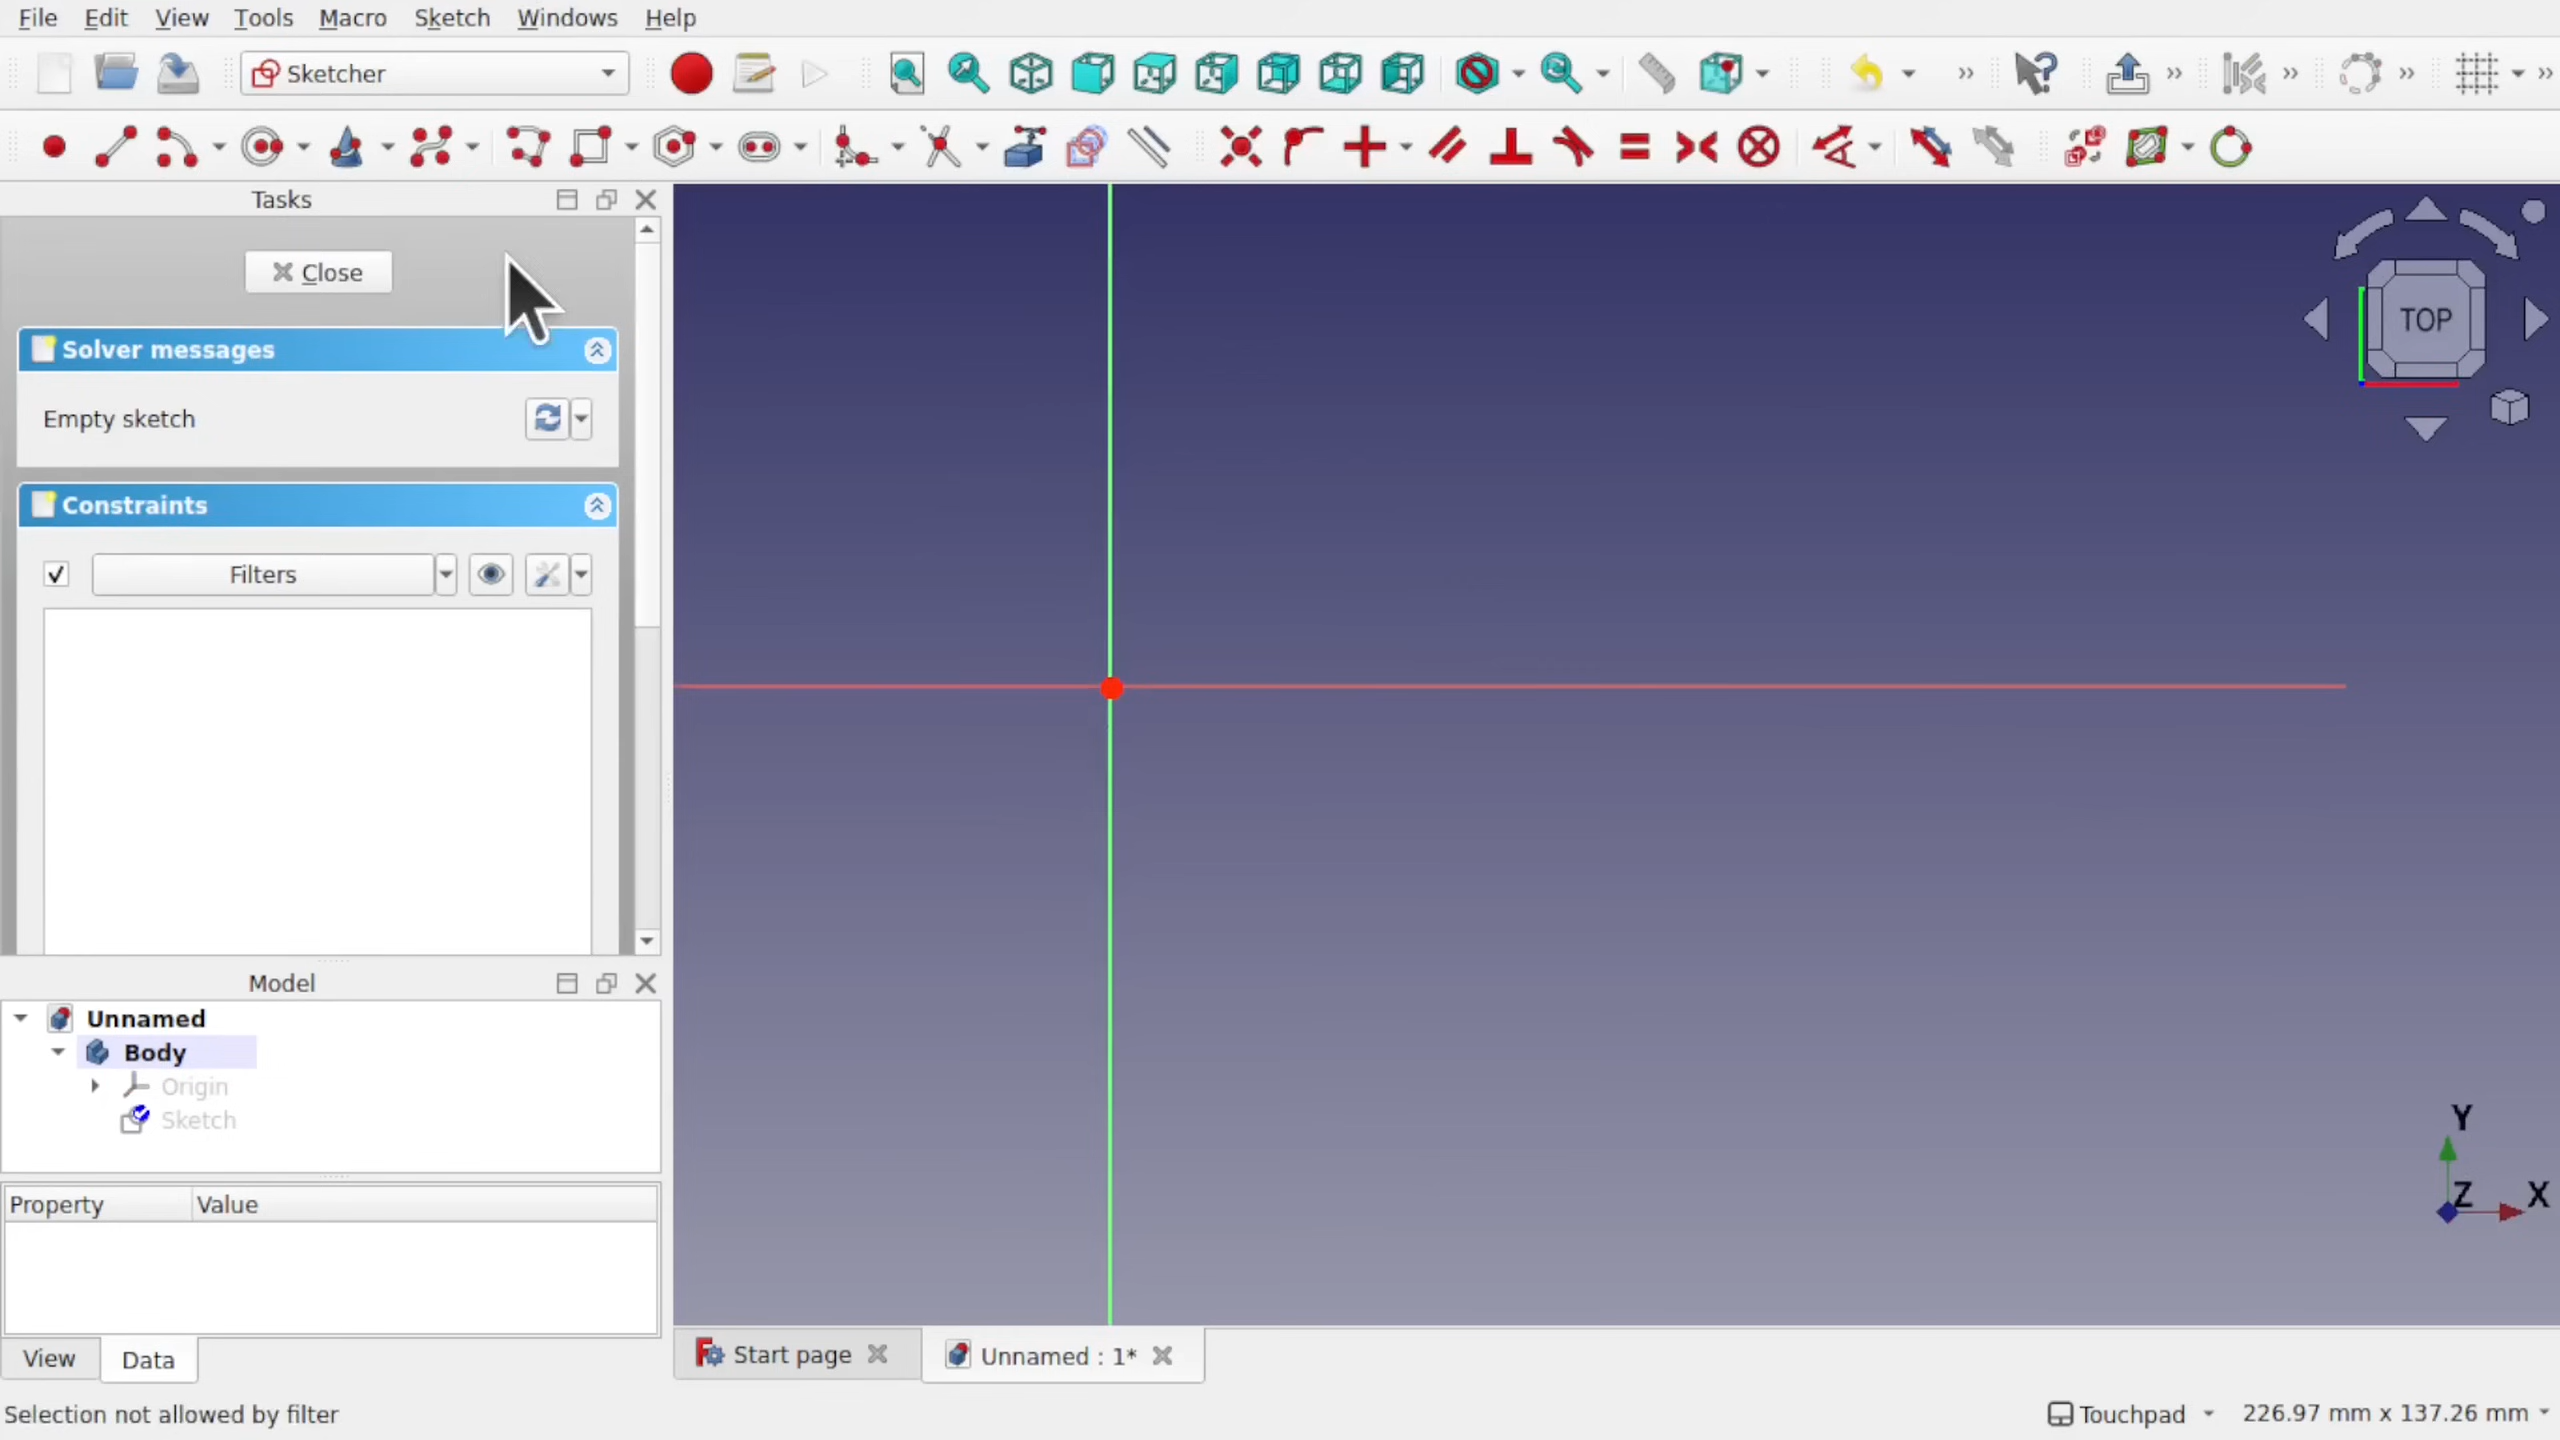 File Edit View Tools Macro Sketch Windows Help
Sketcher
Tasks
Close
Solver messages
Empty sketch
Constraints
Filters
TOP
Model
Unnamed
Body
Origin
Sketch
Y
Z X
Property Value
View Data
Start page
Unnamed : 1*
Selection not allowed by filter
Touchpad 226.97 mm x 137.26 mm